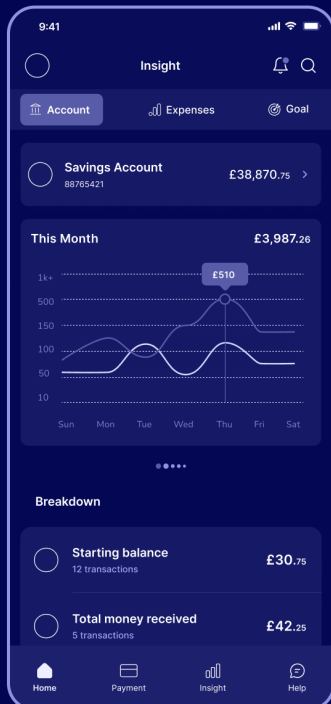 9:41
Insight
Account
Expenses
Goal
Savings Account
£38,870.75
88765421
This Month
£3,987.26
£510
1k+
500
150
100
50
10
Sun Mon Tue Wed Thu Fri Sat
Breakdown
Starting balance
£30.75
12 transactions
Total money received
£42.25
5 transactions
Home
Payment
Insight
Help